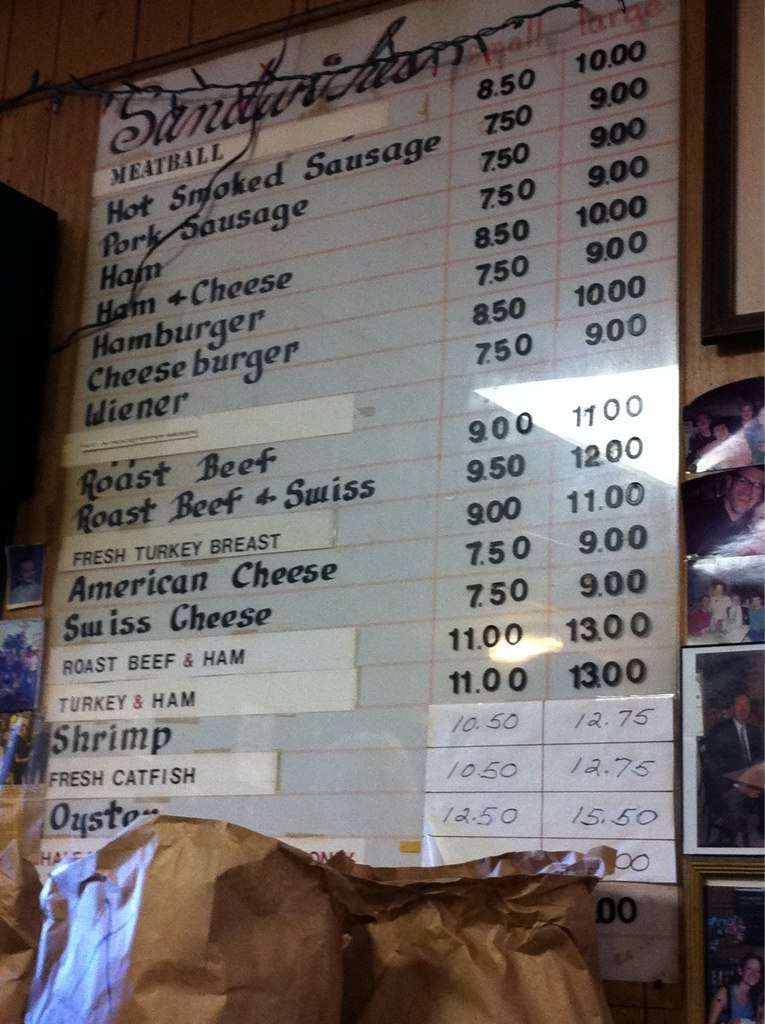 Sandwiches small large
MEATBALL 8.50 10.00
Hot Smoked Sausage 7.50 9.00
Pork Sausage 7.50 9.00
Ham 7.50 9.00
Ham & Cheese 8.50 10.00
Hamburger 7.50 9.00
Cheeseburger 8.50 10.00
Wiener 7.50 9.00
Roast Beef 9.00 11.00
Roast Beef & Swiss 9.50 12.00
FRESH TURKEY BREAST 9.00 11.00
American Cheese 7.50 9.00
Swiss Cheese 7.50 9.00
ROAST BEEF & HAM 11.00 13.00
TURKEY & HAM 11.00 13.00
Shrimp 10.50 12.75
FRESH CATFISH 10.50 12.75
Oyster 12.50 15.50